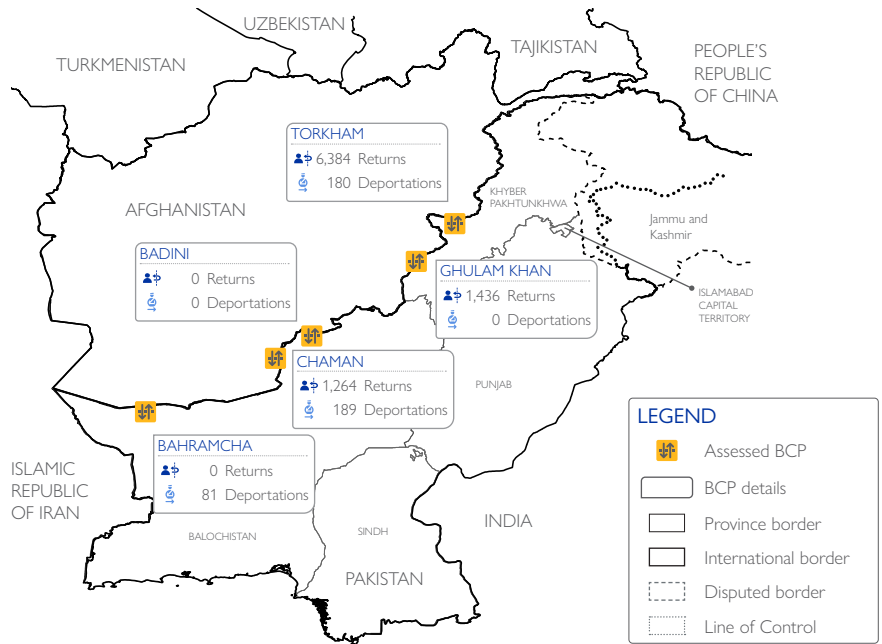 UZBEKISTAN
TAJIKISTAN
TURKMENISTAN
PEOPLE'S
REPUBLIC
OF CHINA
TORKHAM
6,384 Returns
180 Deportations
KHYBER
PAKHTUNKHWA
AFGHANISTAN
Jammu and
Kashmir
BADINI
0 Returns
0 Deportations
GHULAM KHAN
1,436 Returns
0 Deportations
ISLAMABAD
CAPITAL
TERRITORY
CHAMAN
1,264 Returns
189 Deportations
PUNJAB
BAHRAMCHA
0 Returns
81 Deportations
ISLAMIC
REPUBLIC
OF IRAN
INDIA
BALOCHISTAN
SINDH
PAKISTAN
LEGEND
Assessed BCP
BCP details
Province border
International border
Disputed border
Line of Control